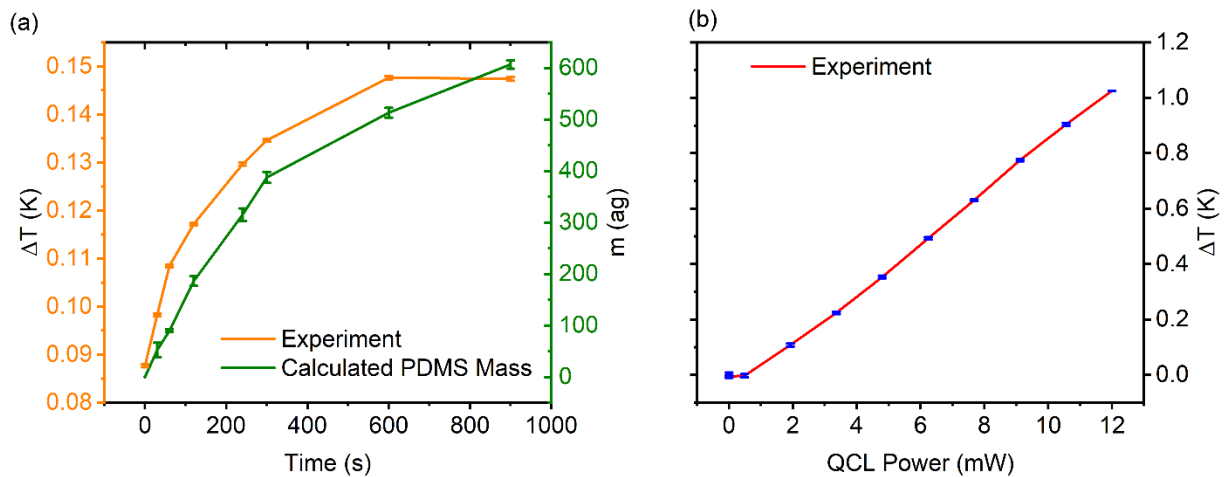 (a)
0.15
0.14
0.13
0.12
0.11
0.10
0.09
0.08
ΔT (K)
600
500
400
300
200
100
0
m (ag)
Experiment
Calculated PDMS Mass
0 200 400 600 800 1000
Time (s)
(b)
Experiment
1.2
1.0
0.8
0.6
0.4
0.2
0.0
ΔT (K)
0 2 4 6 8 10 12
QCL Power (mW)